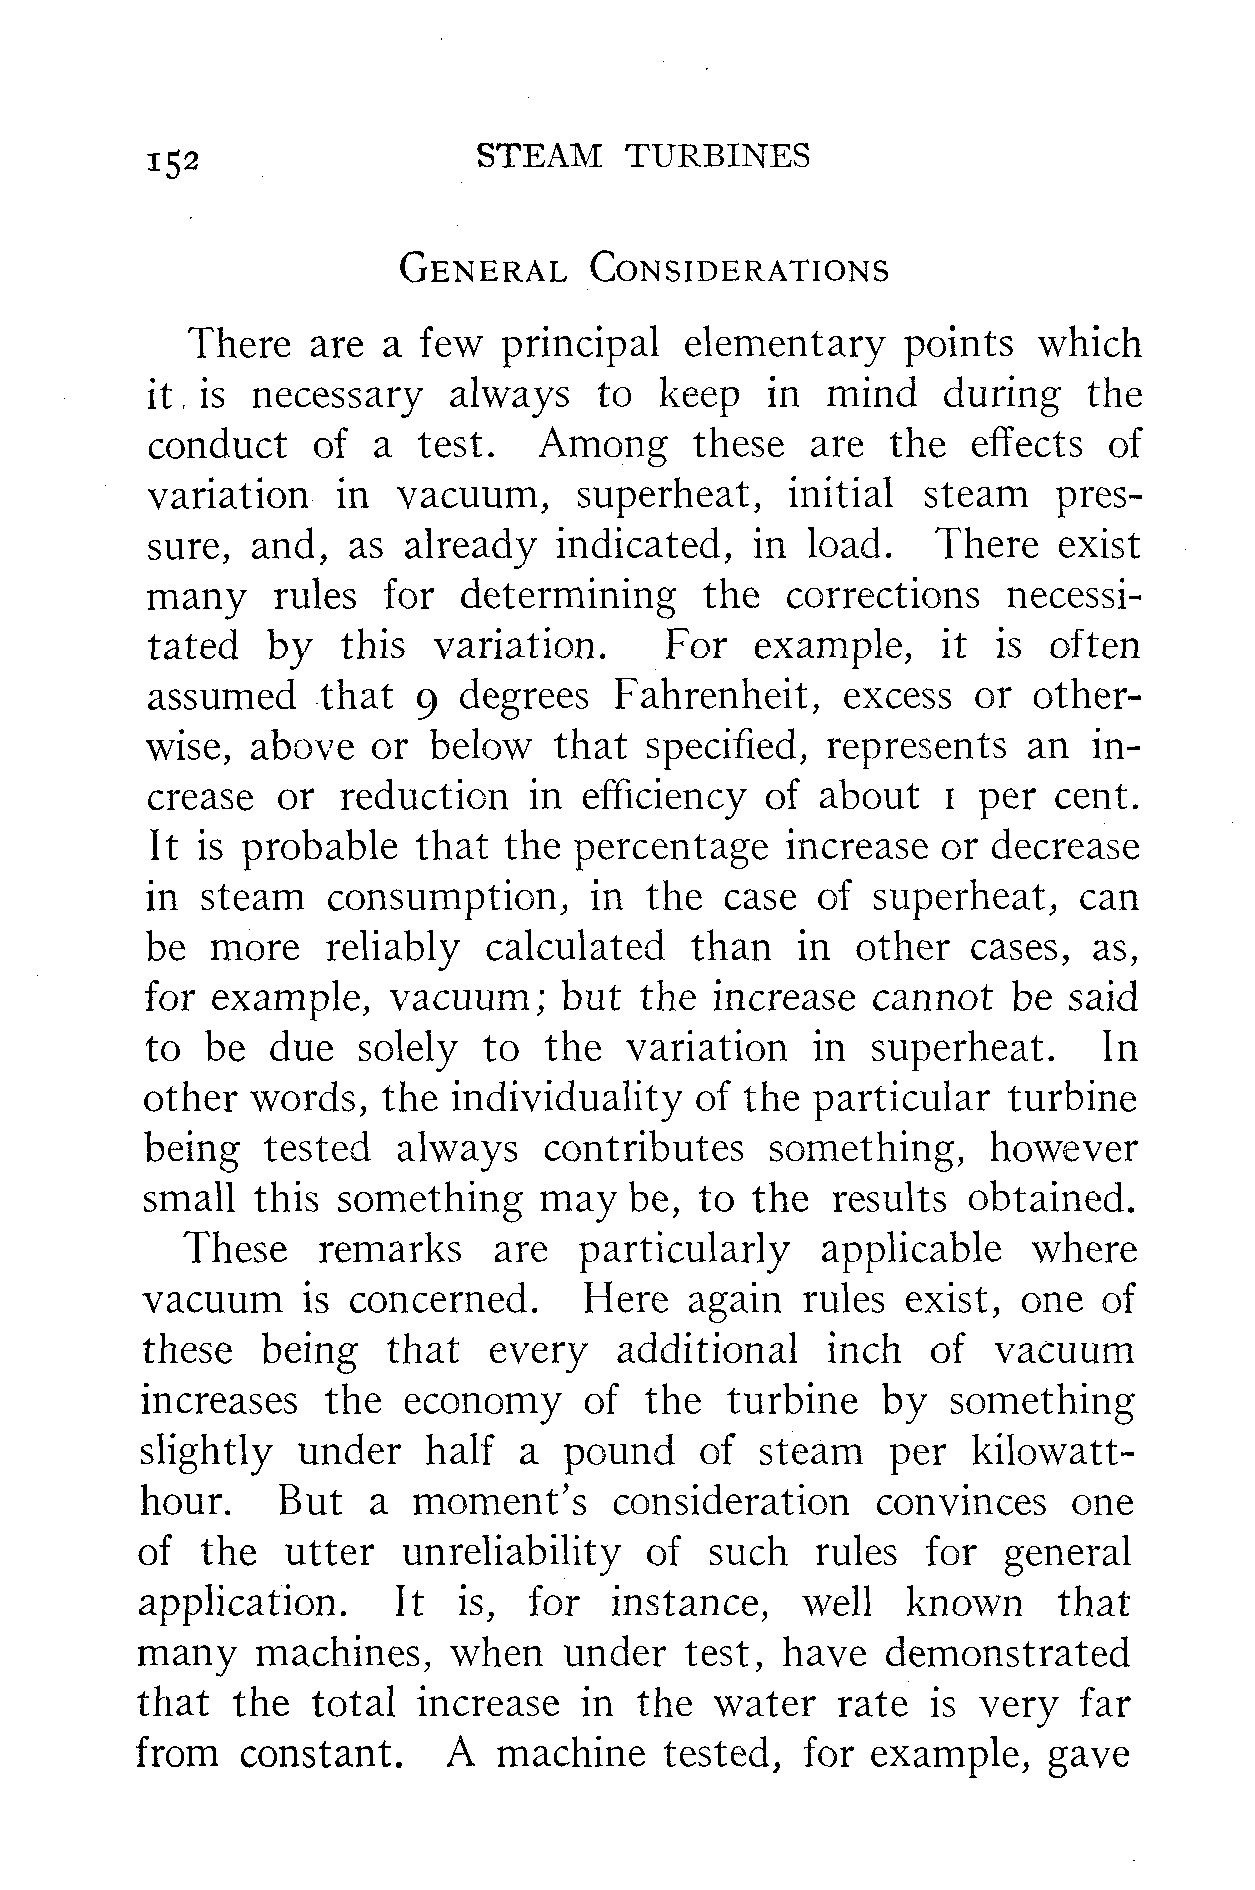 152 STEAM TURBINES
GENERAL CONSIDERATIONS
There are a few principal elementary points which
it is necessary always to keep in mind during the
conduct of a test. Among these are the effects of
variation in vacuum, superheat, initial steam pres-
sure, and, as already indicated, in load. There exist
many rules for determining the corrections necessi-
tated by this variation. For example, it is often
assumed that 9 degrees Fahrenheit, excess or other-
wise, above or below that specified, represents an in-
crease or reduction in efficiency of about 1 per cent.
It is probable that the percentage increase or decrease
in steam consumption, in the case of superheat, can
be more reliably calculated than in other cases, as,
for example, vacuum; but the increase cannot be said
to be due solely to the variation in superheat. In
other words, the individuality of the particular turbine
being tested always contributes something, however
small this something may be, to the results obtained.
These remarks are particularly applicable where
vacuum is concerned. Here again rules exist, one of
these being that every additional inch of vacuum
increases the economy of the turbine by something
slightly under half a pound of steam per kilowatt-
hour. But a moment's consideration convinces one
of the utter unreliability of such rules for general
application. It is, for instance, well known that
many machines, when under test, have demonstrated
that the total increase in the water rate is very far
from constant. A machine tested, for example, gave